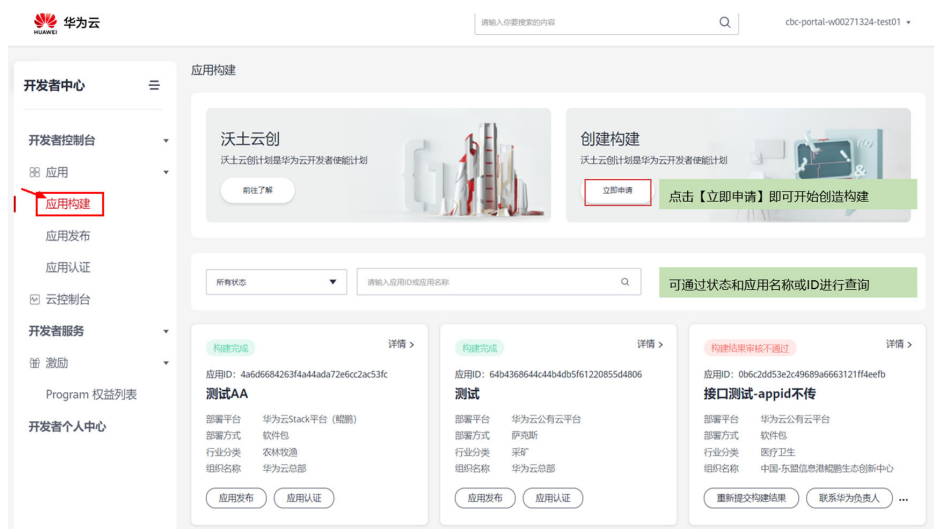 HUAWEI
华为云
请输入你要搜索的内容
cbc-portal-w00271324-test01
开发者中心
开发者控制台
应用
应用构建
应用发布
应用认证
云控制台
开发者服务
激励
Program 权益列表
开发者个人中心
应用构建
沃土云创
沃土云创计划是华为云开发者使能计划
前往了解
创建构建
沃土云创计划是华为云开发者使能计划
立即申请
点击【立即申请】即可开始创造构建
所有状态
请输入应用ID或应用名称
可通过状态和应用名称或ID进行查询
构建完成
详情 >
应用ID: 4a6d6684263f4a44ada72e6cc2ac53fc
测试AA
部署平台 华为云Stack平台（鲲鹏）
部署方式 软件包
行业分类 农林牧渔
组织名称 华为云总部
应用发布
应用认证
构建完成
详情 >
应用ID: 64b4368644c44b4db5f61220855d4806
测试
部署平台 华为云公有云平台
部署方式 萨克斯
行业分类 采矿
组织名称 华为云总部
应用发布
应用认证
构建结果审核不通过
详情 >
应用ID: 0b6c2dd53e2c49689a6663121ff4eefb
接口测试-appid不传
部署平台 华为云公有云平台
部署方式 软件包
行业分类 医疗卫生
组织名称 中国-东盟信息港鲲鹏生态创新中心
重新提交构建结果
联系华为负责人
...